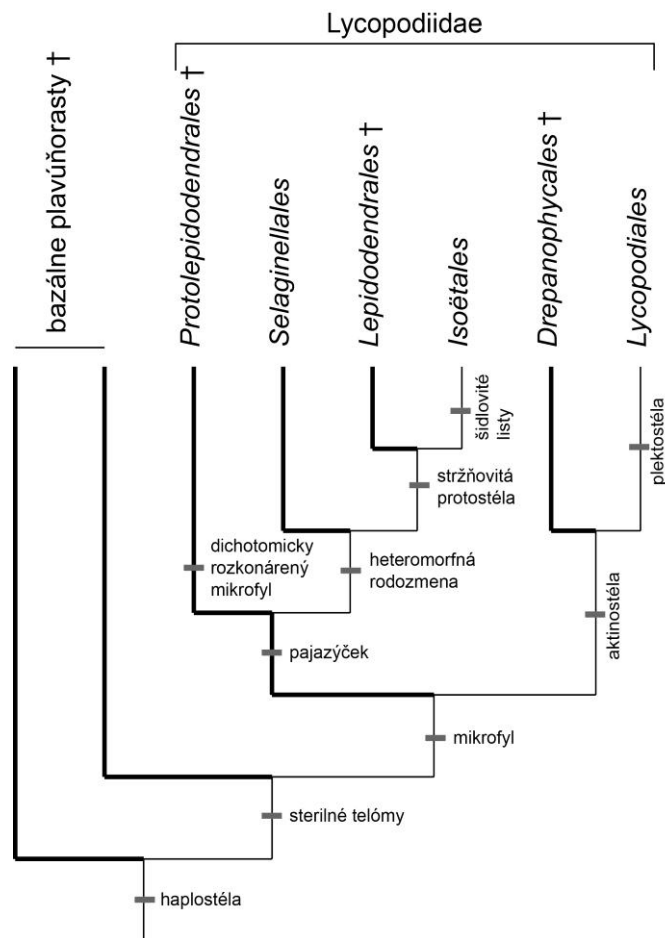 Lycopodiidae
bazálne plavúňorasty †
Protolepidodendrales †
Selaginellales
Lepidodendrales †
Isoëtales
Drepanophycales †
Lycopodiales
šidlovité
listy
plektostéla
stržňovitá
protostéla
dichotomicky
rozkonárený
mikrofyl
heteromorfná
rodozmena
aktinostéla
pajazýček
mikrofyl
sterilné telómy
haplostéla